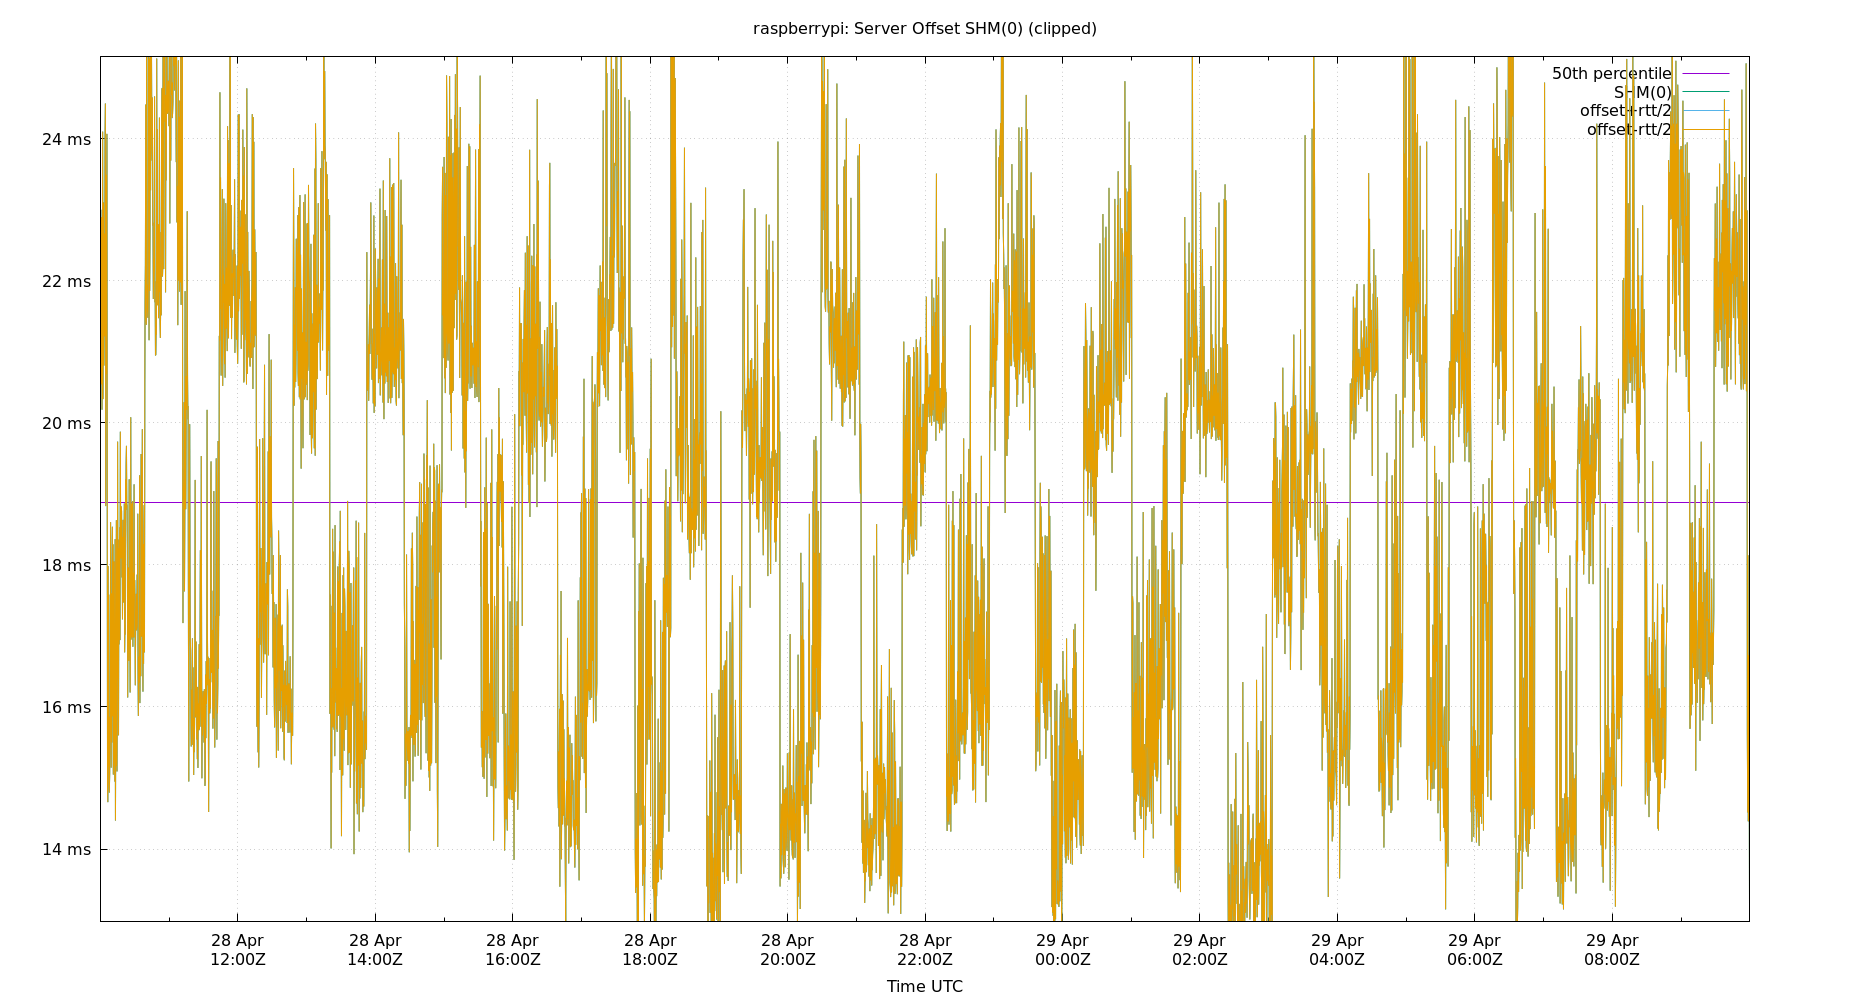 raspberrypi: Server Offset SHM(0) (clipped)
50th percentile
SHM(0)
offset+rtt/2
offset-rtt/2
24 ms
22 ms
20 ms
18 ms
16 ms
14 ms
28 Apr 28 Apr 28 Apr 28 Apr 28 Apr 28 Apr 29 Apr 29 Apr 29 Apr 29 Apr 29 Apr
12:00Z 14:00Z 16:00Z 18:00Z 20:00Z 22:00Z 00:00Z 02:00Z 04:00Z 06:00Z 08:00Z
Time UTC